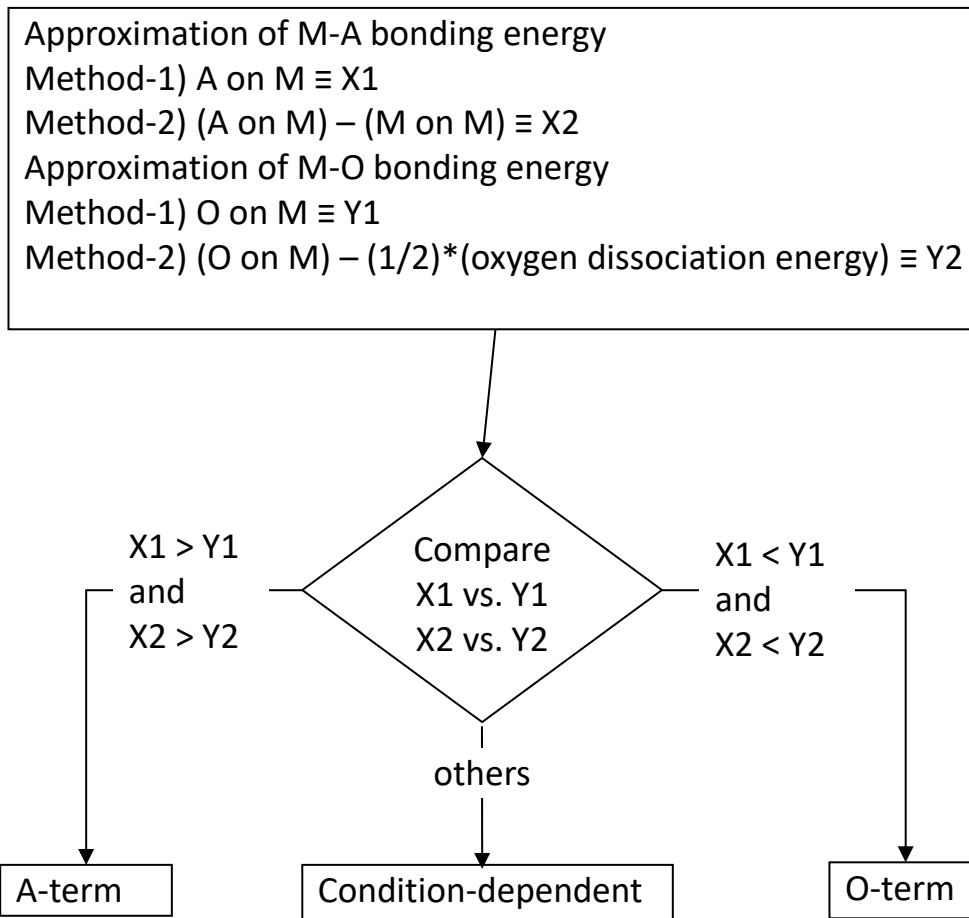 Approximation of M-A bonding energy
Method-1) A on M ≡ X1
Method-2) (A on M) – (M on M) ≡ X2
Approximation of M-O bonding energy
Method-1) O on M ≡ Y1
Method-2) (O on M) – (1/2)*(oxygen dissociation energy) ≡ Y2
X1 > Y1
and
X2 > Y2
Compare
X1 vs. Y1
X2 vs. Y2
X1 < Y1
and
X2 < Y2
others
A-term
Condition-dependent
O-term